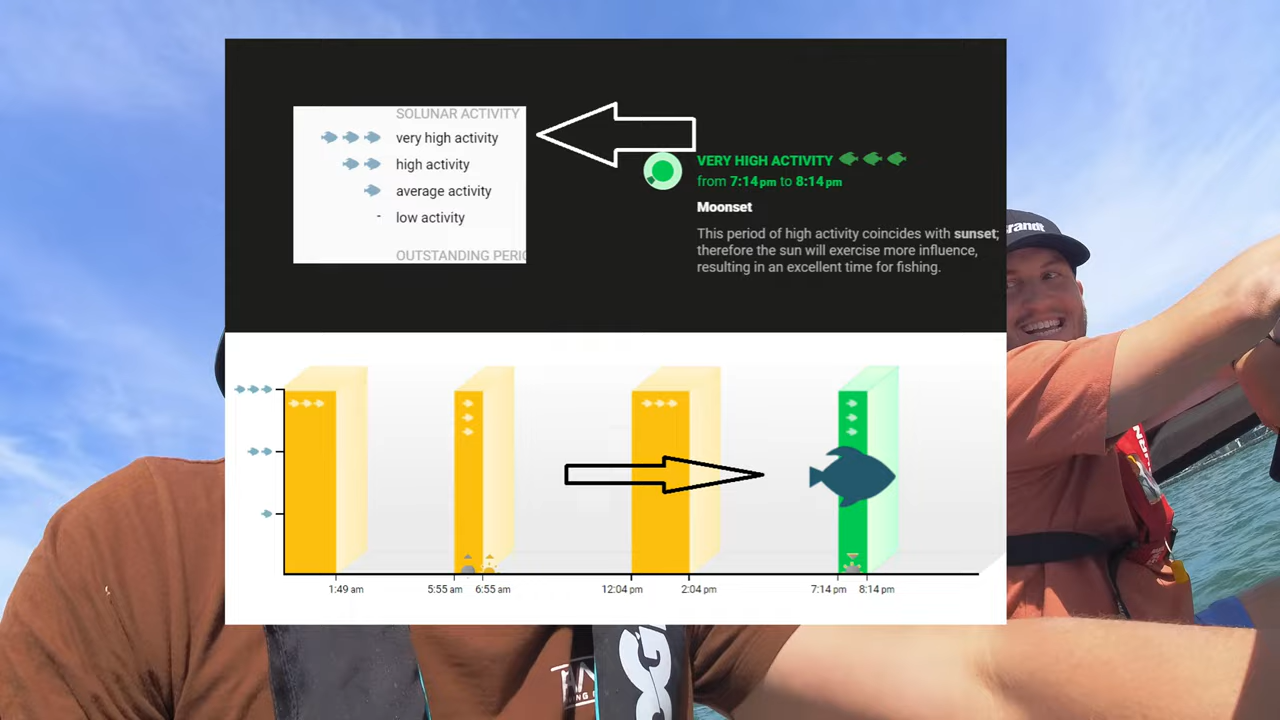 SOLUNAR ACTIVITY
very high activity
high activity
average activity
- low activity
OUTSTANDING PERIO
VERY HIGH ACTIVITY
from 7:14 pm to 8:14 pm
Moonset
This period of high activity coincides with sunset;
therefore the sun will exercise more influence,
resulting in an excellent time for fishing.
1:49 am
5:55 am
6:55 am
12:04 pm
2:04 pm
7:14 pm
8:14 pm